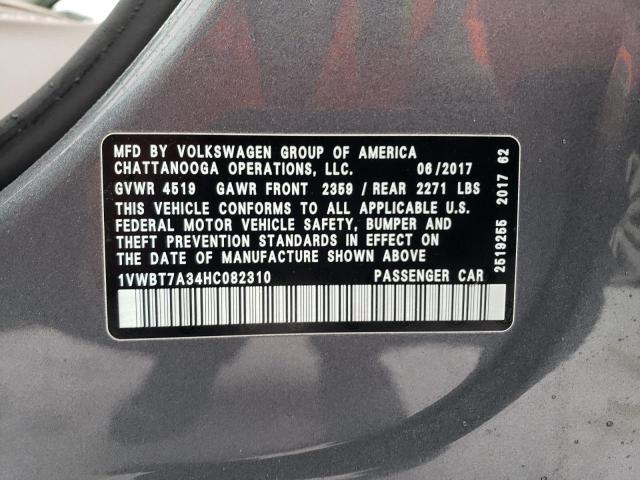 MFD BY VOLKSWAGEN GROUP OF AMERICA
CHATTANOOGA OPERATIONS, LLC. 06/2017
GVWR 4519 GAWR FRONT 2359 / REAR 2271 LBS
THIS VEHICLE CONFORMS TO ALL APPLICABLE U.S.
FEDERAL MOTOR VEHICLE SAFETY, BUMPER AND
THEFT PREVENTION STANDARDS IN EFFECT ON
THE DATE OF MANUFACTURE SHOWN ABOVE
1VWBT7A34HC082310 PASSENGER CAR
2519255 2017 62